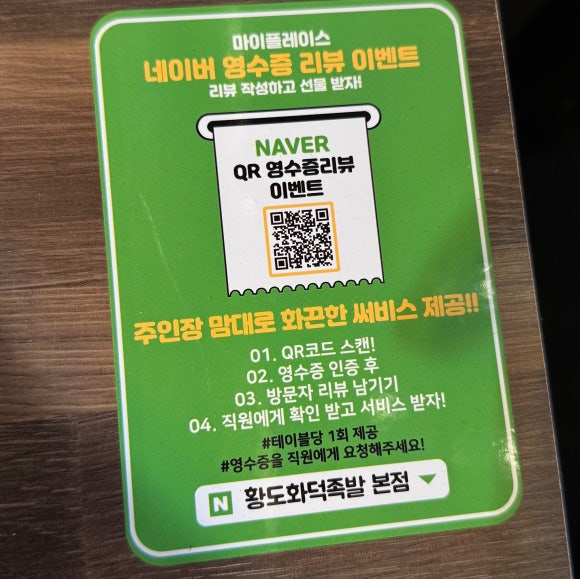 마이플레이스
네이버 영수증 리뷰 이벤트
리뷰 작성하고 선물 받자!
NAVER
QR 영수증리뷰
이벤트
주인장 맘대로 화끈한 써비스 제공!!
01. QR코드 스캔!
02. 영수증 인증 후
03. 방문자 리뷰 남기기
04. 직원에게 확인 받고 서비스 받자!
#테이블당 1회 제공
#영수증을 직원에게 요청해주세요!
N 황도화덕족발 본점